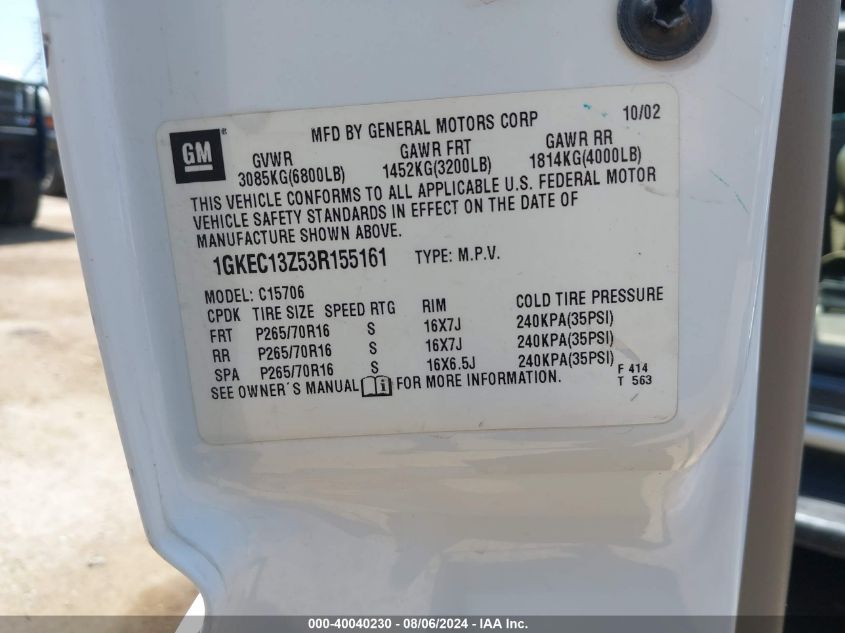 GM
MFD BY GENERAL MOTORS CORP 10/02
GVWR GAWR FRT GAWR RR
3085KG(6800LB) 1452KG(3200LB) 1814KG(4000LB)
THIS VEHICLE CONFORMS TO ALL APPLICABLE U.S. FEDERAL MOTOR
VEHICLE SAFETY STANDARDS IN EFFECT ON THE DATE OF
MANUFACTURE SHOWN ABOVE.
1GKEC13Z53R155161 TYPE: M.P.V.
MODEL: C15706
CPDK TIRE SIZE SPEED RTG RIM COLD TIRE PRESSURE
FRT P265/70R16 S 16X7J 240KPA(35PSI)
RR P265/70R16 S 16X7J 240KPA(35PSI)
SPA P265/70R16 S 16X6.5J 240KPA(35PSI)
SEE OWNER´S MANUAL FOR MORE INFORMATION.
F 414
T 563
000-40040230 - 08/06/2024 - IAA Inc.